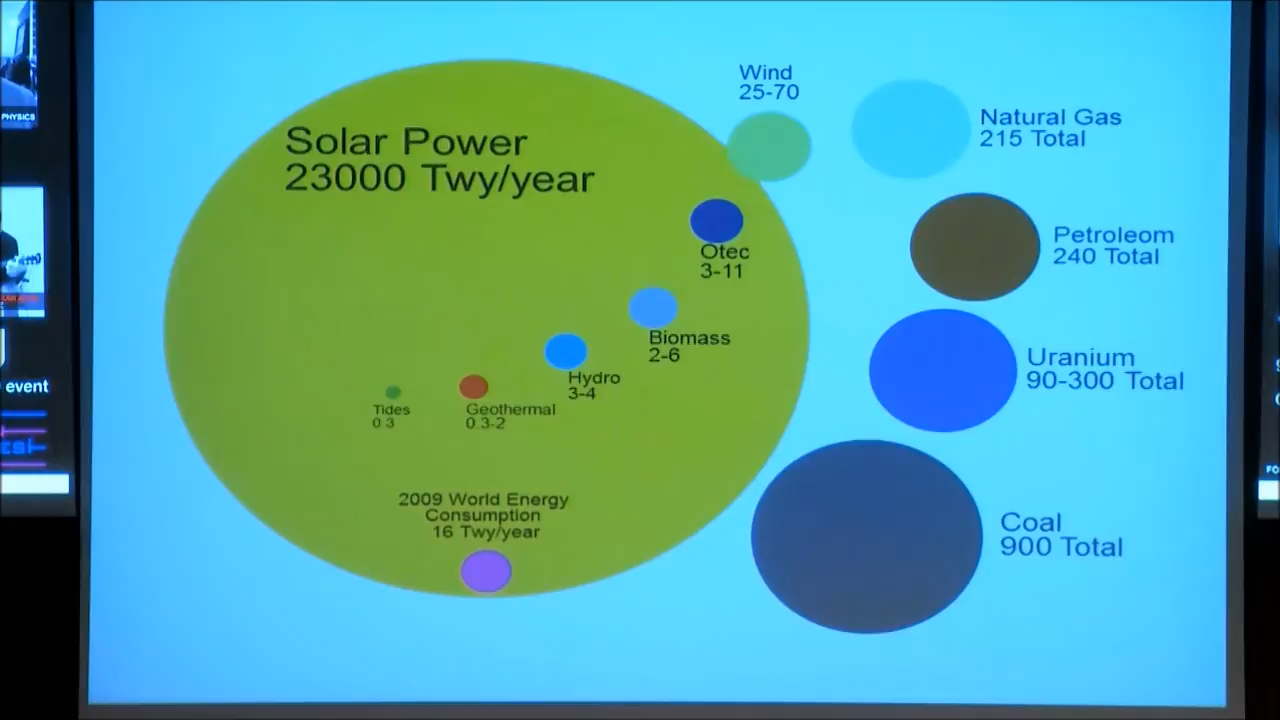 PHYSICS
event
Solar Power
23000 Twy/year
Wind
25-70
Natural Gas
215 Total
Petroleom
240 Total
Otec
3-11
Uranium
90-300 Total
Biomass
2-6
Hydro
3-4
Tides
0 3
Geothermal
0.3-2
2009 World Energy
Consumption
16 Twy/year
Coal
900 Total
FO